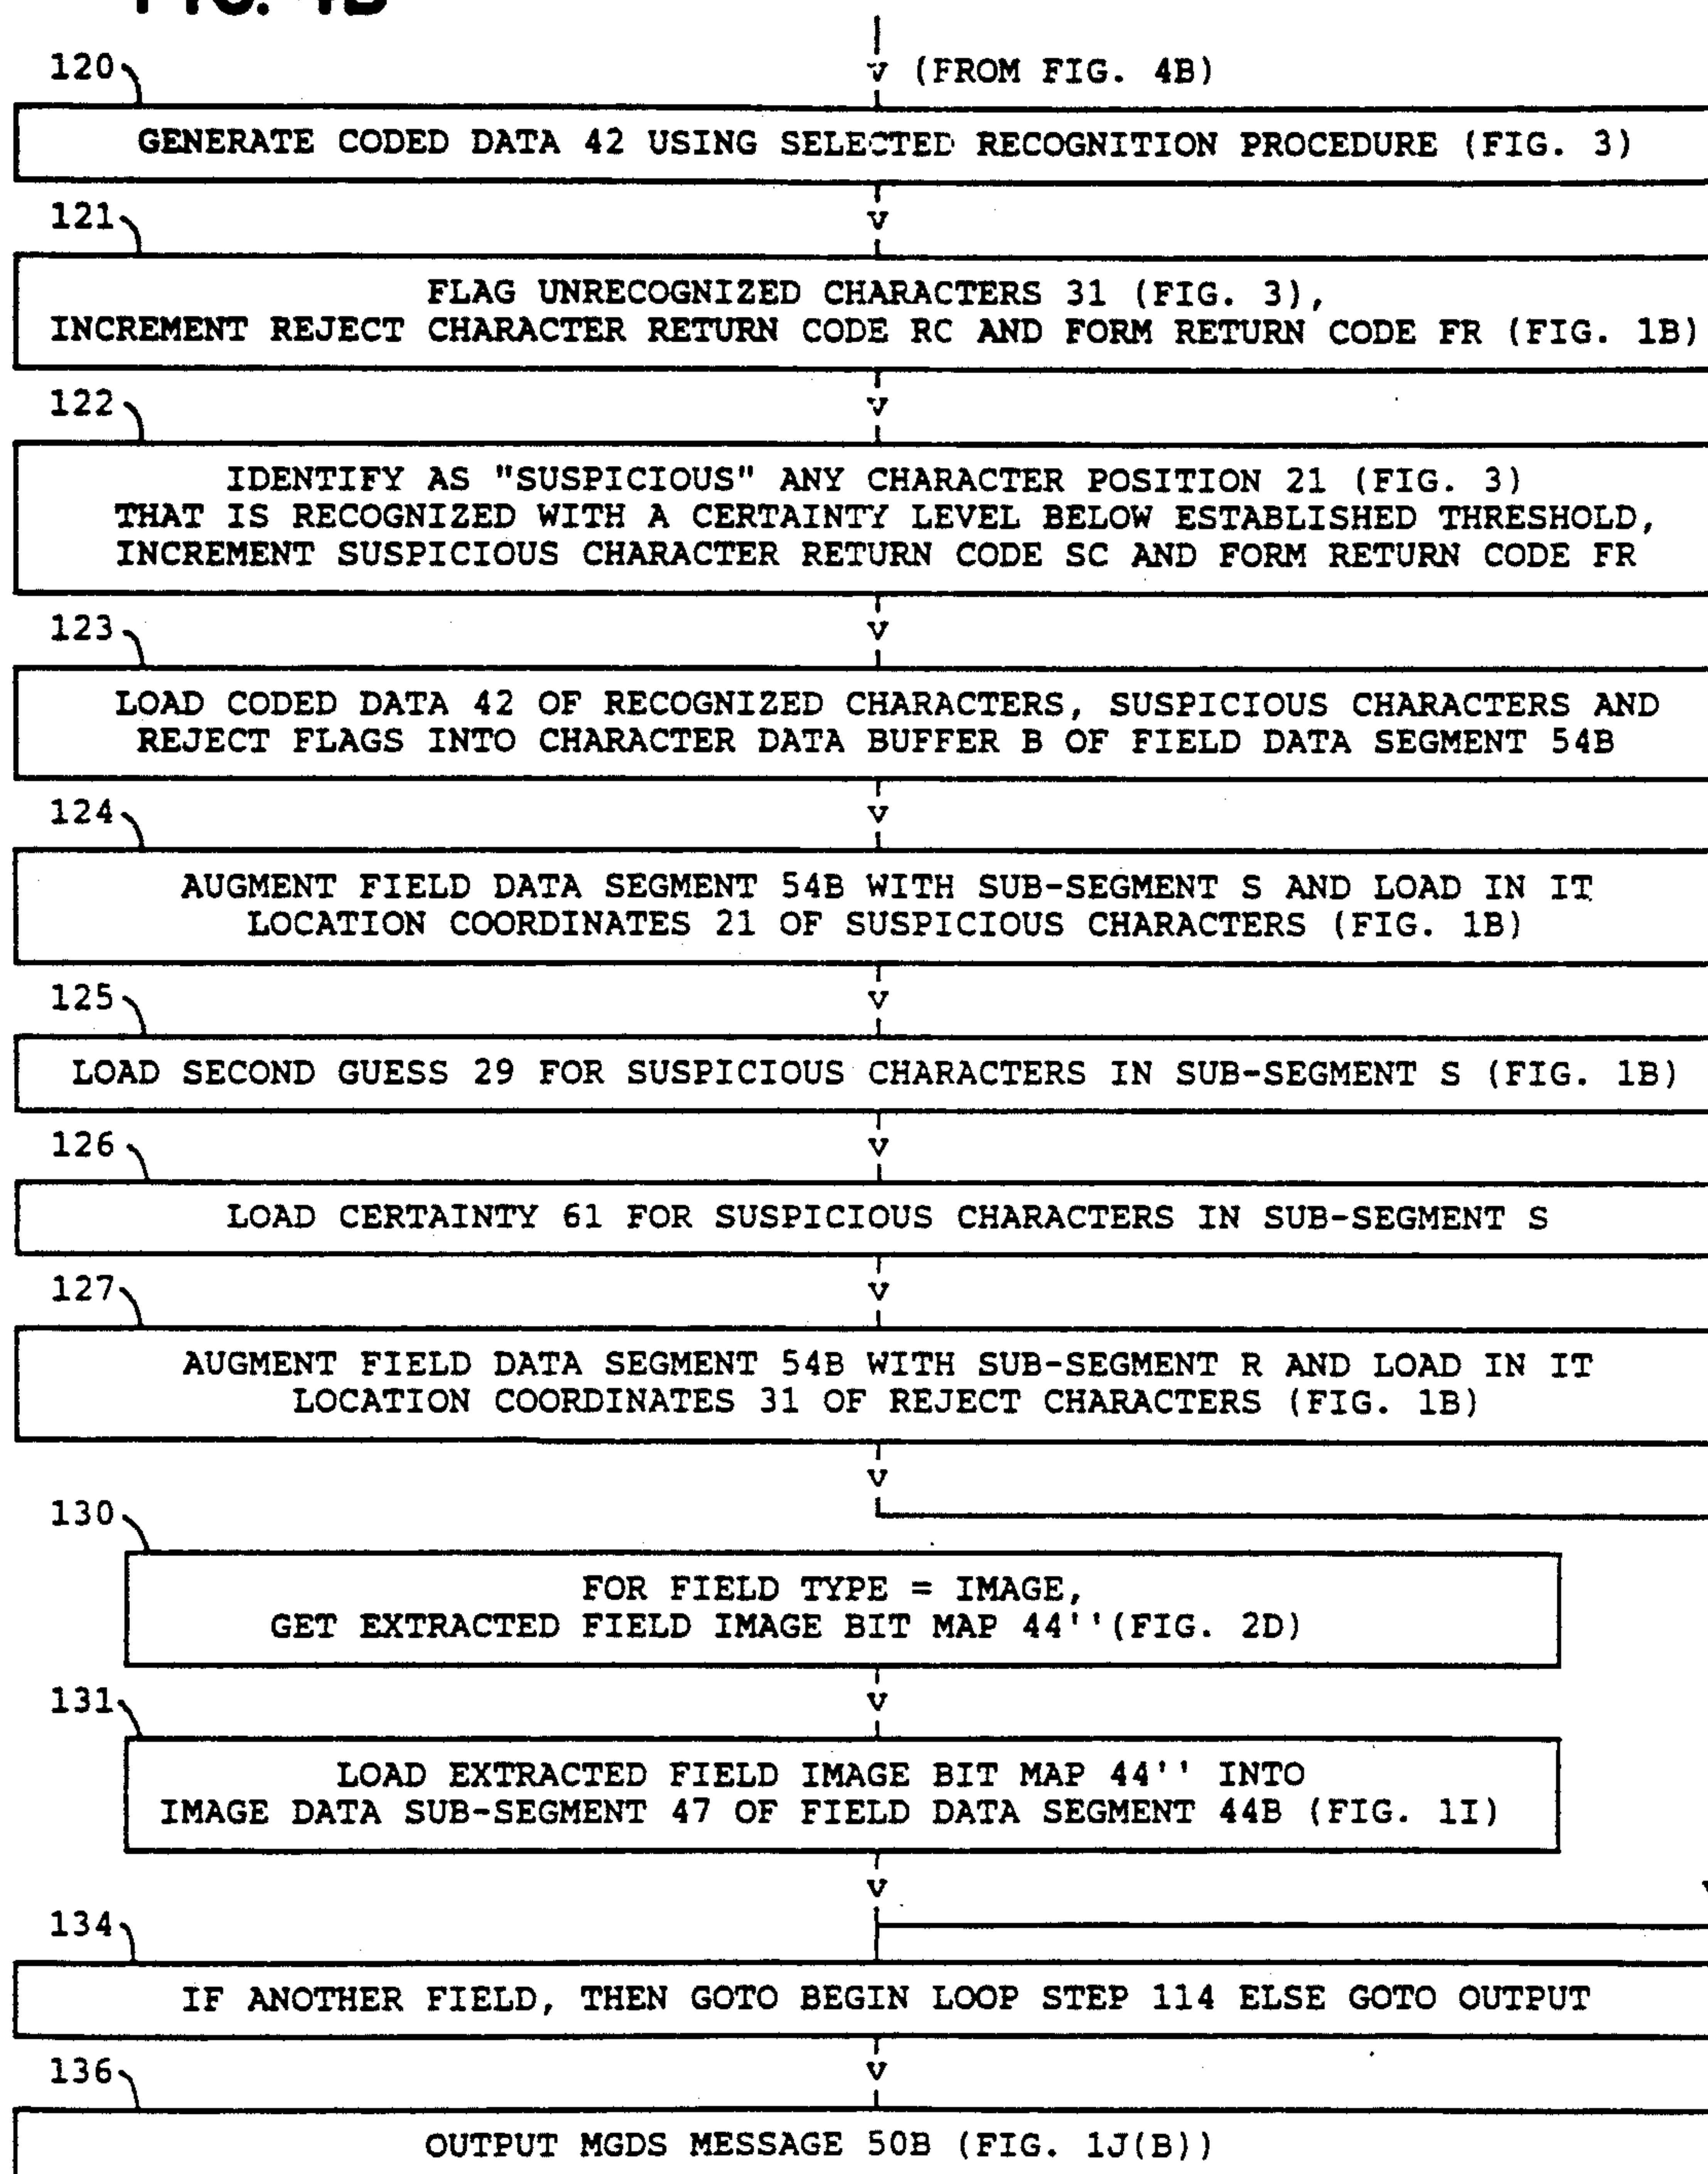 120
(FROM FIG. 4B)
GENERATE CODED DATA 42 USING SELECTED RECOGNITION PROCEDURE (FIG. 3)
121
FLAG UNRECOGNIZED CHARACTERS 31 (FIG. 3),
INCREMENT REJECT CHARACTER RETURN CODE RC AND FORM RETURN CODE FR (FIG. 1B)
122
IDENTIFY AS "SUSPICIOUS" ANY CHARACTER POSITION 21 (FIG. 3)
THAT IS RECOGNIZED WITH A CERTAINTY LEVEL BELOW ESTABLISHED THRESHOLD,
INCREMENT SUSPICIOUS CHARACTER RETURN CODE SC AND FORM RETURN CODE FR
123
LOAD CODED DATA 42 OF RECOGNIZED CHARACTERS, SUSPICIOUS CHARACTERS AND
REJECT FLAGS INTO CHARACTER DATA BUFFER B OF FIELD DATA SEGMENT 54B
124
AUGMENT FIELD DATA SEGMENT 54B WITH SUB-SEGMENT S AND LOAD IN IT
LOCATION COORDINATES 21 OF SUSPICIOUS CHARACTERS (FIG. 1B)
125
LOAD SECOND GUESS 29 FOR SUSPICIOUS CHARACTERS IN SUB-SEGMENT S (FIG. 1B)
126
LOAD CERTAINTY 61 FOR SUSPICIOUS CHARACTERS IN SUB-SEGMENT S
127
AUGMENT FIELD DATA SEGMENT 54B WITH SUB-SEGMENT R AND LOAD IN IT
LOCATION COORDINATES 31 OF REJECT CHARACTERS (FIG. 1B)
130
FOR FIELD TYPE = IMAGE,
GET EXTRACTED FIELD IMAGE BIT MAP 44''(FIG. 2D)
131
LOAD EXTRACTED FIELD IMAGE BIT MAP 44'' INTO
IMAGE DATA SUB-SEGMENT 47 OF FIELD DATA SEGMENT 44B (FIG. 1I)
134
IF ANOTHER FIELD, THEN GOTO BEGIN LOOP STEP 114 ELSE GOTO OUTPUT
136
OUTPUT MGDS MESSAGE 50B (FIG. 1J(B))